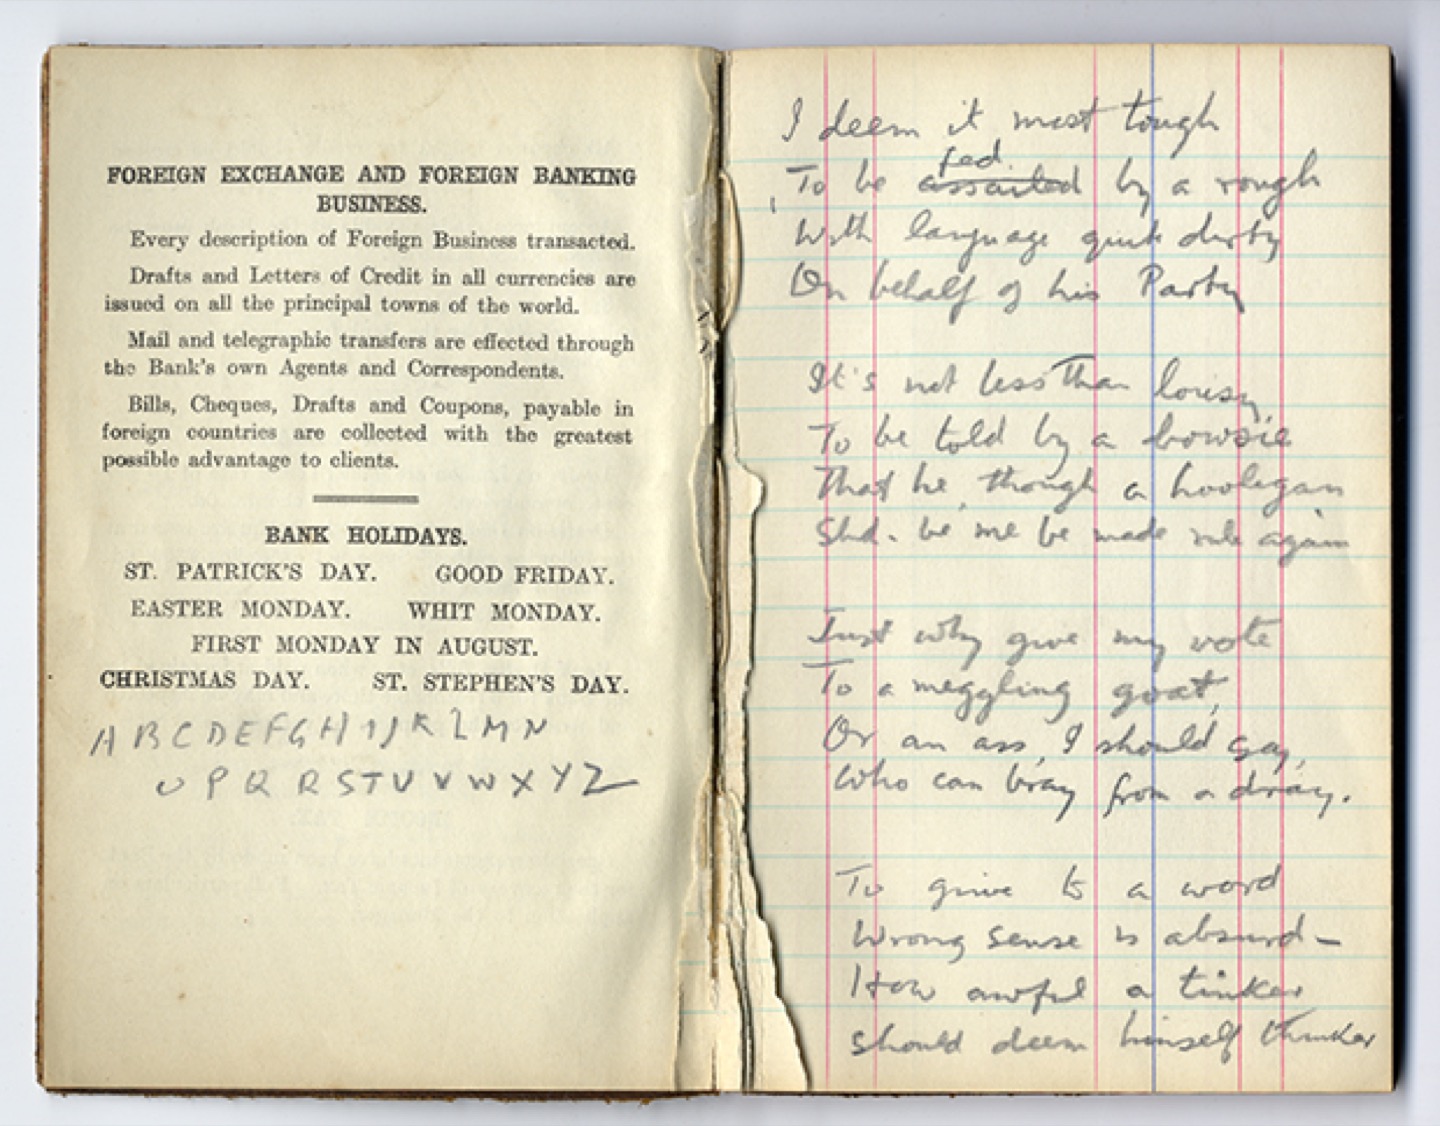 FOREIGN EXCHANGE AND FOREIGN BANKING
BUSINESS.
Every description of Foreign Business transacted.
Drafts and Letters of Credit in all currencies are
issued on all the principal towns of the world.
Mail and telegraphic transfers are effected through
the Bank's own Agents and Correspondents.
Bills, Cheques, Drafts and Coupons, payable in
foreign countries are collected with the greatest
possible advantage to clients.
BANK HOLIDAYS.
ST. PATRICK'S DAY. GOOD FRIDAY.
EASTER MONDAY. WHIT MONDAY.
FIRST MONDAY IN AUGUST.
CHRISTMAS DAY. ST. STEPHEN'S DAY.
A B C D E F G H I J K L M N
O P Q R S T U V W X Y Z
I deem it most tough
fed
To be assailed by a rough
With language quite dirty
On behalf of his Party
It's not less than lousy,
To be told by a bowsie
That he, though a hooligan
Shd. be me be made rule again
Just why give my vote
To a meggling goat,
Or an ass, I should say,
Who can bray from a dray.
To give to a word
Wrong sense is absurd –
How awful a tinker
should deem himself thinker